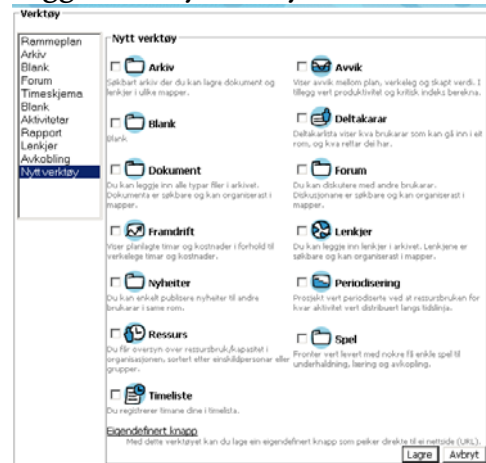 Verktøy
Rammeplan
Arkiv
Blank
Forum
Timeskjema
Blank
Aktiviteter
Rapport
Lenkjer
Avkobling
Nytt verktøy
Nytt verktøy
Arkiv
Søkbart arkiv der du kan lagre dokument og
lenkjer i ulike mapper.
Blank
Blank
Dokument
Du kan leggje inn alle typar filer i arkivet.
Dokumenta er søkbare og kan organiserast i
mapper.
Framdrift
Viser planlagte timar og kostnader i forhold til
verkelege timar og kostnader.
Nyheiter
Du kan enkelt publisere nyheiter til andre
brukarar i same rom.
Ressurs
Du får oversyn over ressursbruk/kapasitet i
organisasjonen, sortert etter einskildpersonar eller
grupper.
Timeliste
Du registrerer timane dine i timelista.
Avvik
Viser avvik mellom plan, verkeleg og skapt verdi. I
tillegg vert produktivitet og kritisk indeks berekna.
Deltakarar
Deltakarlista viser kva brukarar som kan gå inn i eit
rom, og kva rettar dei har.
Forum
Du kan diskutere med andre brukarar.
Diskusjonane er søkbare og kan organiserast i
mapper.
Lenkjer
Du kan leggje inn lenkjer i arkivet. Lenkjene er
søkbare og kan organiserast i mapper.
Periodisering
Prosjekt vert periodiserte ved at ressursbruken for
kvar aktivitet vert distribuert langs tidslinja.
Spel
Fronter vert levert med nokre få enkle spel til
underhaldning, læring og avkopling.
Eigendefinert knapp
Med dette verktøyet kan du lage ein eigendefinert knapp som peiker direkte til ei nettside (URL).
Lagre
Avbryt